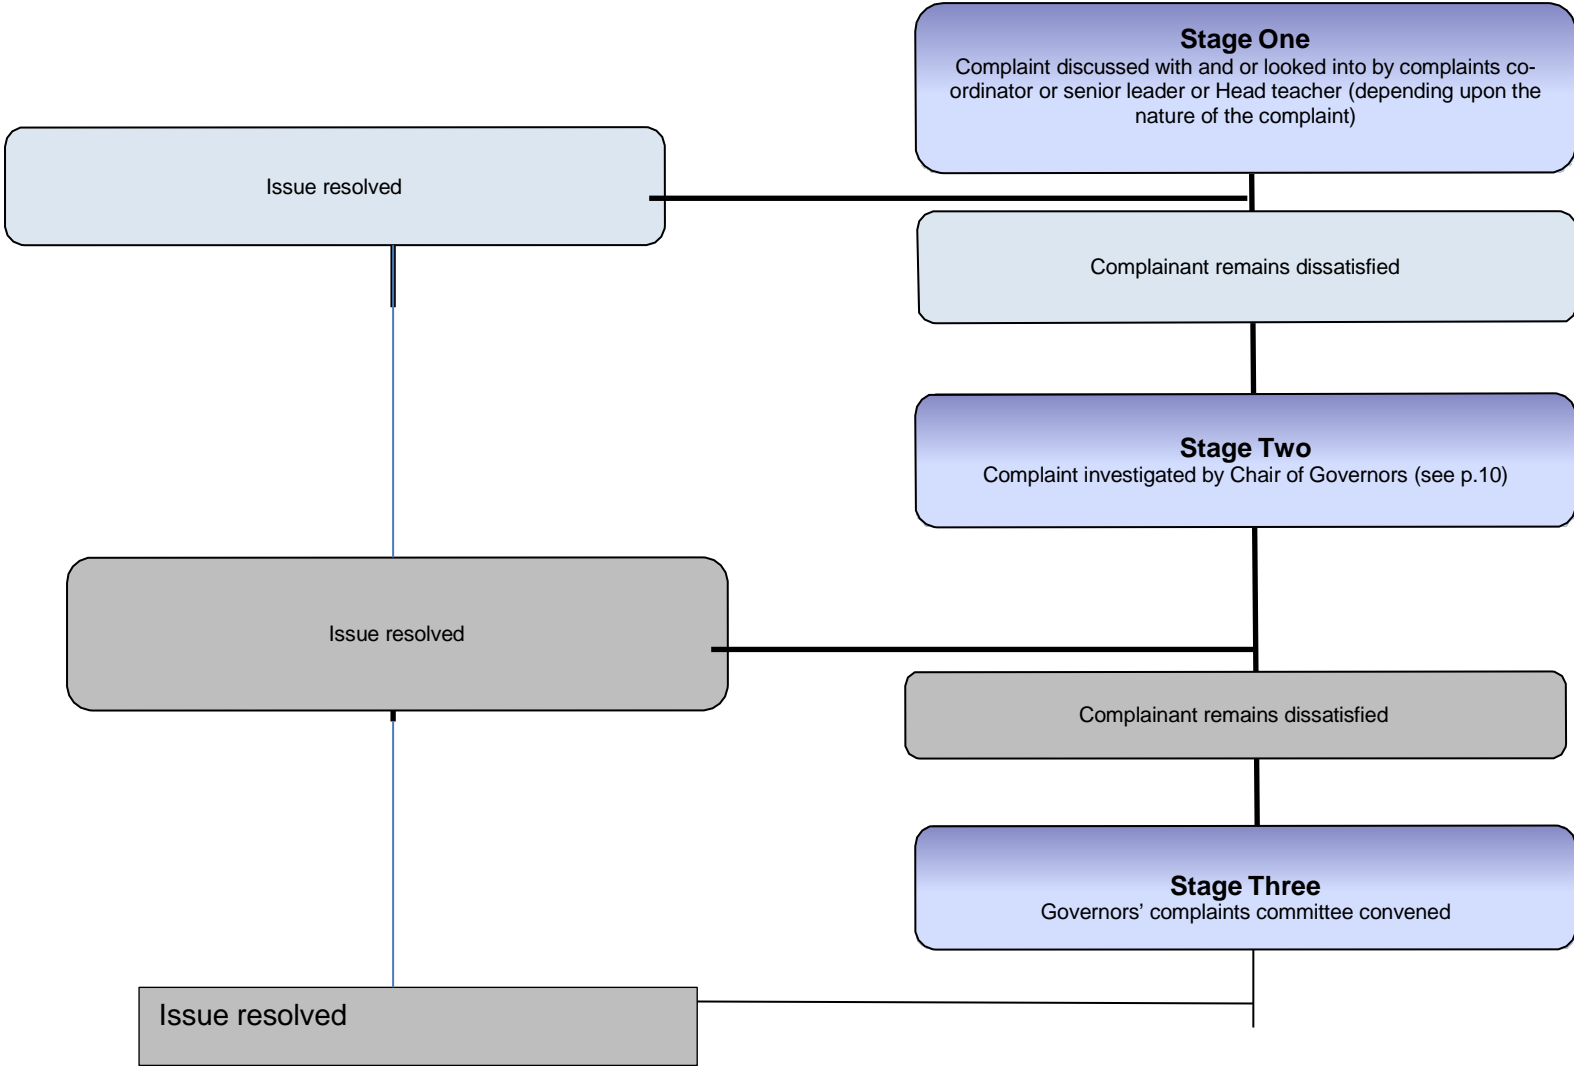 Stage One
Complaint discussed with and or looked into by complaints co-
ordinator or senior leader or Head teacher (depending upon the
nature of the complaint)
Issue resolved
Complainant remains dissatisfied
Stage Two
Complaint investigated by Chair of Governors (see p.10)
Issue resolved
Complainant remains dissatisfied
Stage Three
Governors’ complaints committee convened
Issue resolved